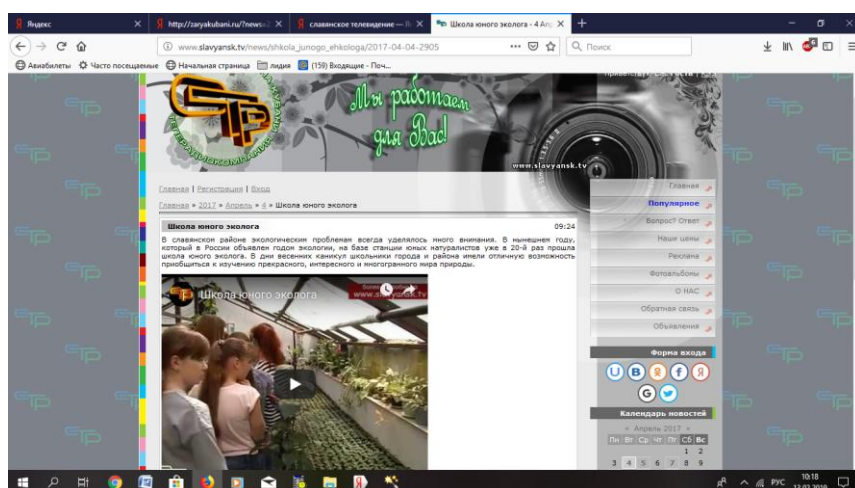 Яндекс
http://zaryakubani.ru/?news
славянское телевидение —
Школа юного эколога - 4 Апр
www.slavyansk.tv/news/shkola_junogo_ehkologa/2017-04-04-2905
Поиск
Авиабилеты Часто посещаемые Начальная страница лидия (159) Входящие - Поч...
СТР
Мы работаем
для Вас!
www.slavyansk.tv
Главная | Регистрация | Вход
Главная » 2017 » Апрель » 4 » Школа юного эколога
Школа юного эколога 09:24
В славянском районе экологическим проблемам всегда уделялось много внимания. В нынешнем году,
который в России объявлен годом экологии, на базе станции юных натуралистов уже в 20-й раз прошла
школа юного эколога. В дни весенних каникул школьники города и района имели отличную возможность
приобщиться к изучению прекрасного, интересного и многогранного мира природы.
Школа юного эколога
www.slavyansk.tv
Главная
Популярное
Вопрос? Ответ
Наши цены
Реклама
Фотоальбомы
О НАС
Обратная связь
Объявления
Форма входа
Календарь новостей
« Апрель 2017 »
Пн Вт Ср Чт Пт Сб Вс
1 2
3 4 5 6 7 8 9
РУС
10:18